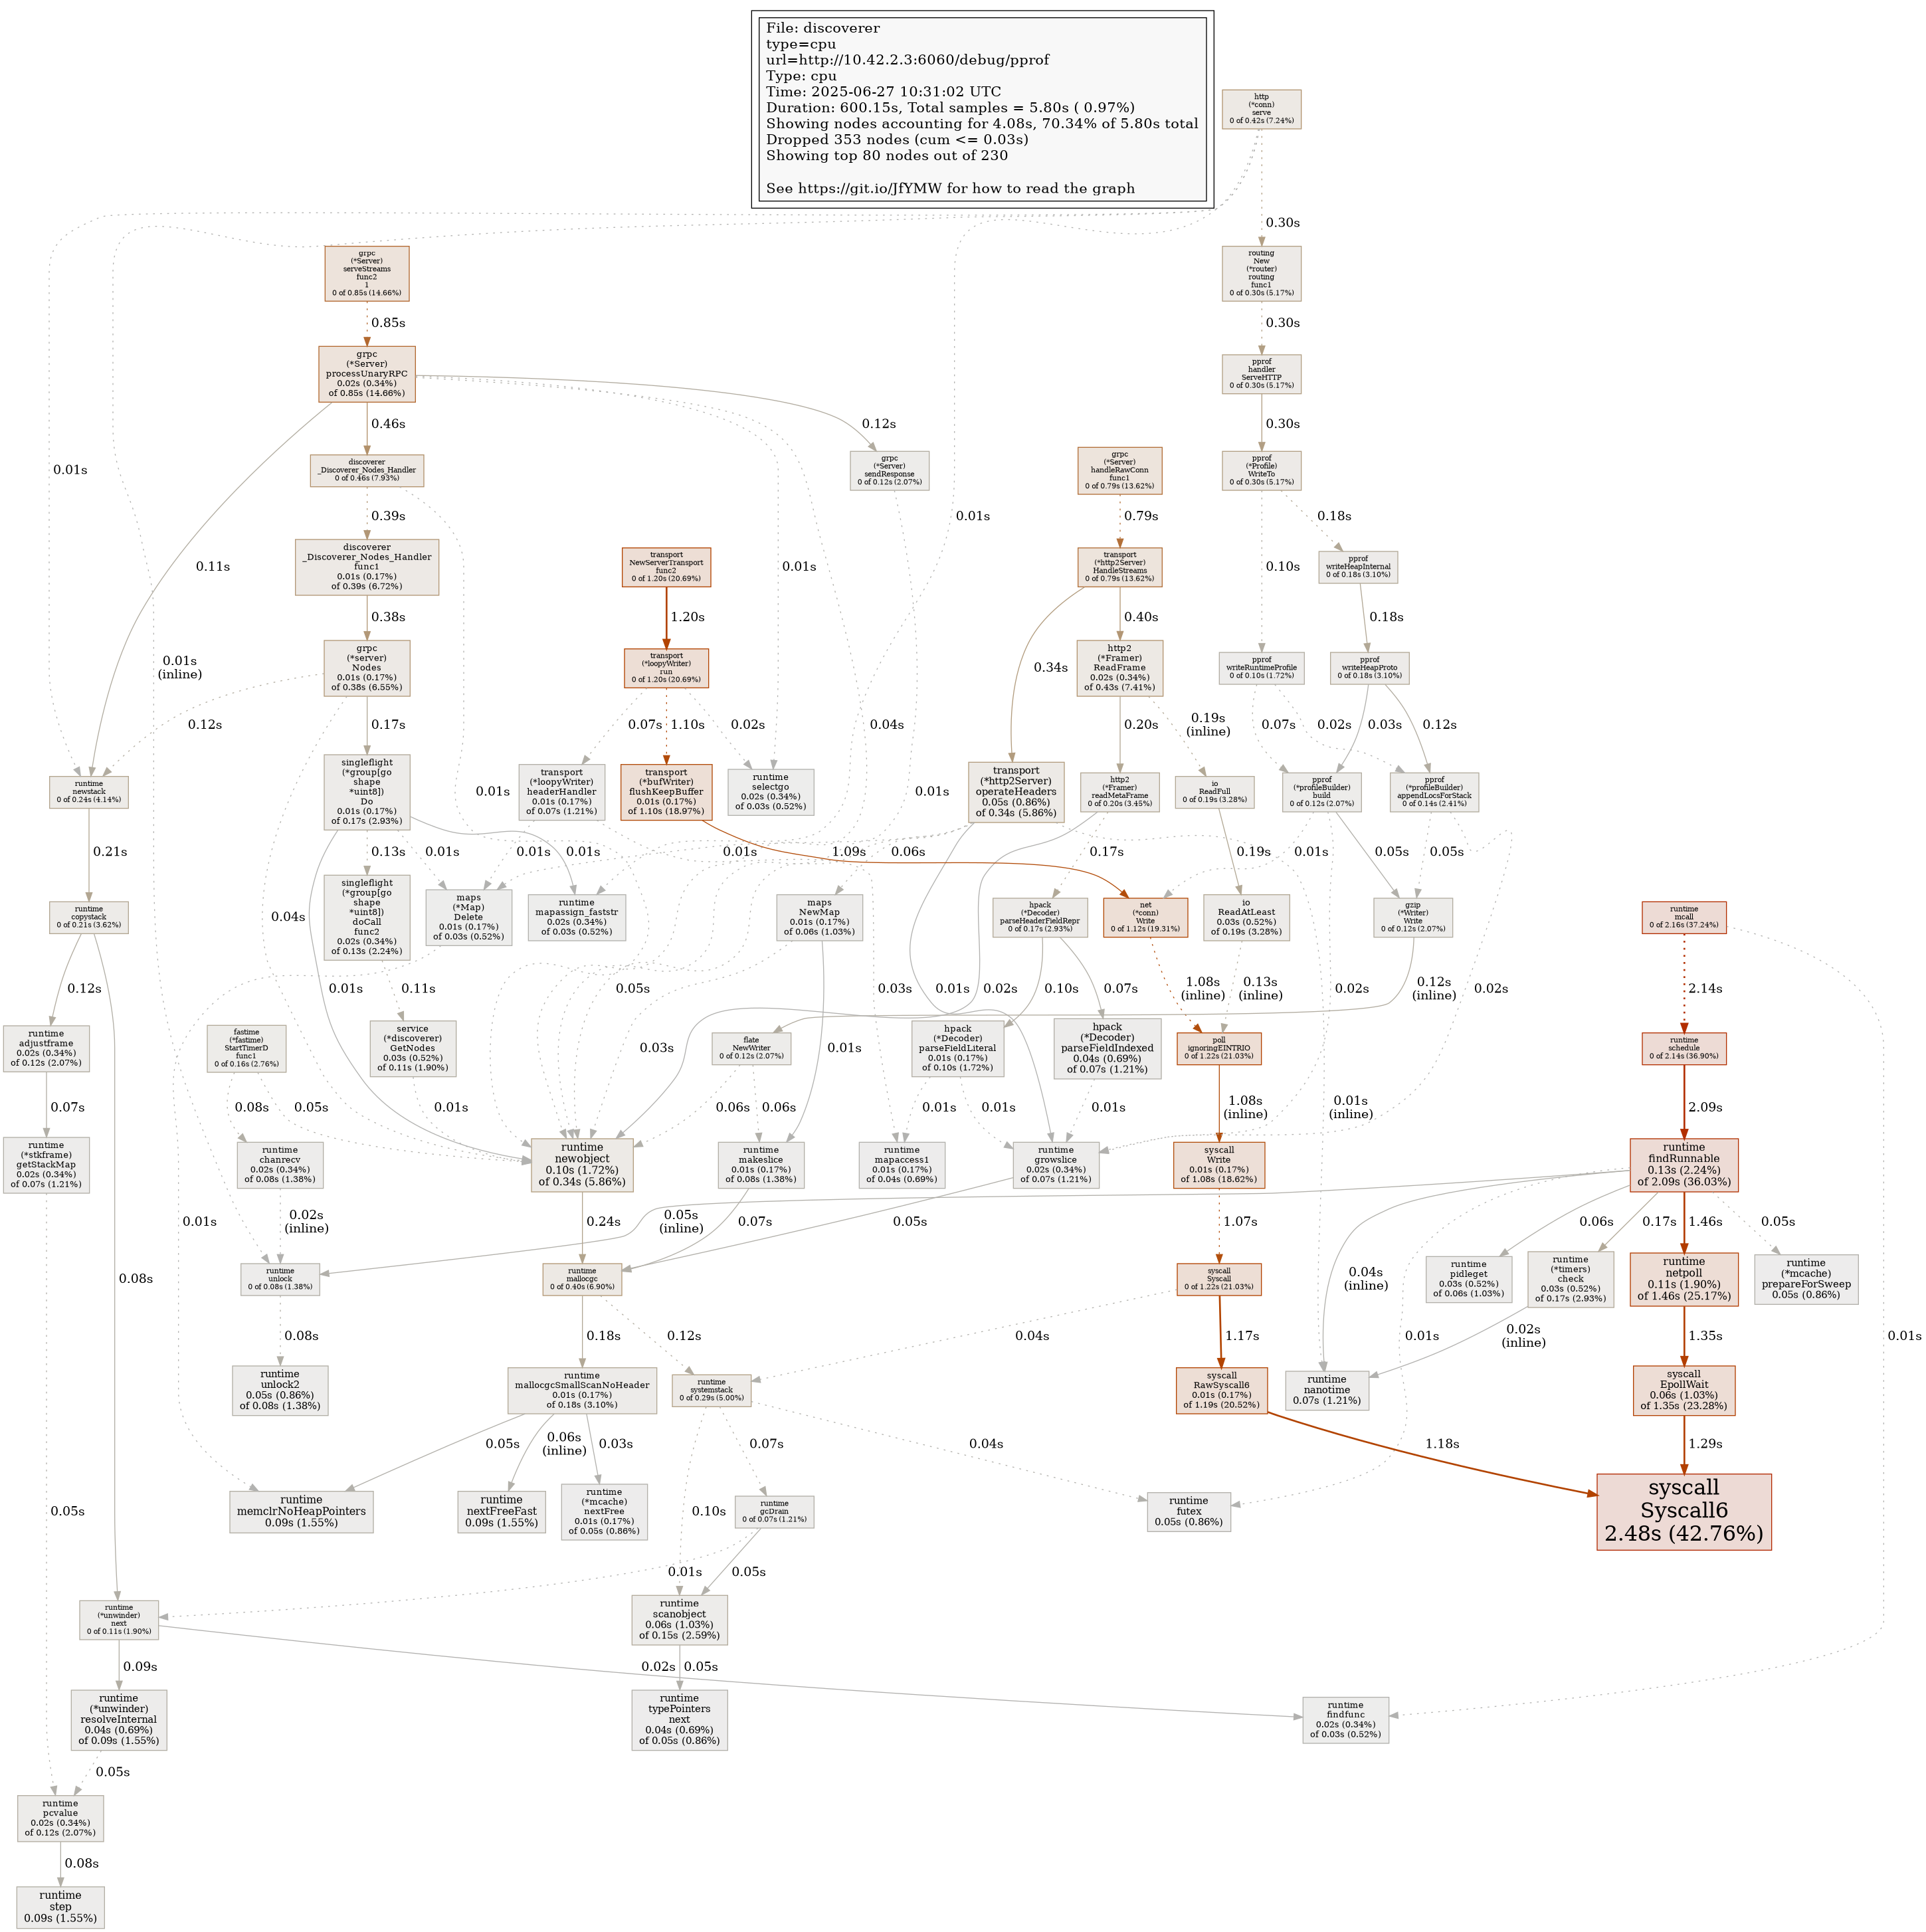 File: discoverer
type=cpu
url=http://10.42.2.3:6060/debug/pprof
Type: cpu
Time: 2025-06-27 10:31:02 UTC
Duration: 600.15s, Total samples = 5.80s ( 0.97%)
Showing nodes accounting for 4.08s, 70.34% of 5.80s total
Dropped 353 nodes (cum <= 0.03s)
Showing top 80 nodes out of 230
See https://git.io/JfYMW for how to read the graph
http
(*conn)
serve
0 of 0.42s (7.24%)
0.30s
grpc
(*Server)
serveStreams
func2
1
0 of 0.85s (14.66%)
routing
New
(*router)
routing
func1
0 of 0.30s (5.17%)
0.85s
0.30s
grpc
(*Server)
processUnaryRPC
0.02s (0.34%)
of 0.85s (14.66%)
pprof
handler
ServeHTTP
0 of 0.30s (5.17%)
0.46s
0.12s
0.30s
0.01s
discoverer
_Discoverer_Nodes_Handler
0 of 0.46s (7.93%)
grpc
(*Server)
sendResponse
0 of 0.12s (2.07%)
grpc
(*Server)
handleRawConn
func1
0 of 0.79s (13.62%)
pprof
(*Profile)
WriteTo
0 of 0.30s (5.17%)
0.39s
0.01s
0.79s
0.18s
0.11s
discoverer
_Discoverer_Nodes_Handler
func1
0.01s (0.17%)
of 0.39s (6.72%)
transport
NewServerTransport
func2
0 of 1.20s (20.69%)
0.01s
transport
(*http2Server)
HandleStreams
0 of 0.79s (13.62%)
0.10s
pprof
writeHeapInternal
0 of 0.18s (3.10%)
0.38s
1.20s
0.40s
0.18s
0.01s
(inline)
grpc
(*server)
Nodes
0.01s (0.17%)
of 0.38s (6.55%)
transport
(*loopyWriter)
run
0 of 1.20s (20.69%)
0.34s
http2
(*Framer)
ReadFrame
0.02s (0.34%)
of 0.43s (7.41%)
pprof
writeRuntimeProfile
0 of 0.10s (1.72%)
pprof
writeHeapProto
0 of 0.18s (3.10%)
0.12s
0.17s
0.07s
1.10s
0.02s
0.04s
0.20s
0.19s
(inline)
0.07s
0.02s
0.03s
0.12s
runtime
newstack
0 of 0.24s (4.14%)
singleflight
(*group[go
shape
*uint8])
Do
0.01s (0.17%)
of 0.17s (2.93%)
0.01s
transport
(*loopyWriter)
headerHandler
0.01s (0.17%)
of 0.07s (1.21%)
transport
(*bufWriter)
flushKeepBuffer
0.01s (0.17%)
of 1.10s (18.97%)
runtime
selectgo
0.02s (0.34%)
of 0.03s (0.52%)
0.01s
transport
(*http2Server)
operateHeaders
0.05s (0.86%)
of 0.34s (5.86%)
http2
(*Framer)
readMetaFrame
0 of 0.20s (3.45%)
io
ReadFull
0 of 0.19s (3.28%)
pprof
(*profileBuilder)
build
0 of 0.12s (2.07%)
pprof
(*profileBuilder)
appendLocsForStack
0 of 0.14s (2.41%)
0.21s
0.04s
0.13s
0.01s
0.01s
0.01s
0.01s
1.09s
0.06s
0.17s
0.19s
0.01s
0.05s
0.05s
runtime
copystack
0 of 0.21s (3.62%)
singleflight
(*group[go
shape
*uint8])
doCall
func2
0.02s (0.34%)
of 0.13s (2.24%)
maps
(*Map)
Delete
0.01s (0.17%)
of 0.03s (0.52%)
runtime
mapassign_faststr
0.02s (0.34%)
of 0.03s (0.52%)
maps
NewMap
0.01s (0.17%)
of 0.06s (1.03%)
hpack
(*Decoder)
parseHeaderFieldRepr
0 of 0.17s (2.93%)
net
(*conn)
Write
0 of 1.12s (19.31%)
io
ReadAtLeast
0.03s (0.52%)
of 0.19s (3.28%)
gzip
(*Writer)
Write
0 of 0.12s (2.07%)
runtime
mcall
0 of 2.16s (37.24%)
0.12s
0.01s
0.11s
0.05s
0.03s
0.01s
0.02s
0.10s
0.07s
1.08s
(inline)
0.13s
(inline)
0.02s
0.12s
(inline)
0.02s
2.14s
runtime
adjustframe
0.02s (0.34%)
of 0.12s (2.07%)
fastime
(*fastime)
StartTimerD
func1
0 of 0.16s (2.76%)
service
(*discoverer)
GetNodes
0.03s (0.52%)
of 0.11s (1.90%)
0.03s
flate
NewWriter
0 of 0.12s (2.07%)
0.01s
hpack
(*Decoder)
parseFieldLiteral
0.01s (0.17%)
of 0.10s (1.72%)
hpack
(*Decoder)
parseFieldIndexed
0.04s (0.69%)
of 0.07s (1.21%)
poll
ignoringEINTRIO
0 of 1.22s (21.03%)
runtime
schedule
0 of 2.14s (36.90%)
0.07s
0.08s
0.05s
0.01s
0.06s
0.06s
0.01s
0.01s
0.01s
1.08s
(inline)
0.01s
(inline)
2.09s
runtime
(*stkframe)
getStackMap
0.02s (0.34%)
of 0.07s (1.21%)
runtime
chanrecv
0.02s (0.34%)
of 0.08s (1.38%)
runtime
newobject
0.10s (1.72%)
of 0.34s (5.86%)
runtime
makeslice
0.01s (0.17%)
of 0.08s (1.38%)
runtime
mapaccess1
0.01s (0.17%)
of 0.04s (0.69%)
runtime
growslice
0.02s (0.34%)
of 0.07s (1.21%)
syscall
Write
0.01s (0.17%)
of 1.08s (18.62%)
runtime
findRunnable
0.13s (2.24%)
of 2.09s (36.03%)
0.01s
0.02s
(inline)
0.24s
0.05s
(inline)
0.07s
0.05s
1.07s
0.06s
0.17s
1.46s
0.05s
0.08s
runtime
unlock
0 of 0.08s (1.38%)
runtime
mallocgc
0 of 0.40s (6.90%)
syscall
Syscall
0 of 1.22s (21.03%)
0.04s
(inline)
runtime
pidleget
0.03s (0.52%)
of 0.06s (1.03%)
runtime
(*timers)
check
0.03s (0.52%)
of 0.17s (2.93%)
runtime
netpoll
0.11s (1.90%)
of 1.46s (25.17%)
runtime
(*mcache)
prepareForSweep
0.05s (0.86%)
0.08s
0.18s
0.12s
0.04s
1.17s
0.01s
0.02s
(inline)
1.35s
0.01s
runtime
unlock2
0.05s (0.86%)
of 0.08s (1.38%)
runtime
mallocgcSmallScanNoHeader
0.01s (0.17%)
of 0.18s (3.10%)
runtime
systemstack
0 of 0.29s (5.00%)
syscall
RawSyscall6
0.01s (0.17%)
of 1.19s (20.52%)
runtime
nanotime
0.07s (1.21%)
syscall
EpollWait
0.06s (1.03%)
of 1.35s (23.28%)
0.05s
0.06s
(inline)
0.03s
0.07s
0.04s
1.18s
1.29s
runtime
memclrNoHeapPointers
0.09s (1.55%)
runtime
nextFreeFast
0.09s (1.55%)
runtime
(*mcache)
nextFree
0.01s (0.17%)
of 0.05s (0.86%)
0.10s
runtime
gcDrain
0 of 0.07s (1.21%)
runtime
futex
0.05s (0.86%)
syscall
Syscall6
2.48s (42.76%)
0.05s
0.01s
0.05s
runtime
(*unwinder)
next
0 of 0.11s (1.90%)
runtime
scanobject
0.06s (1.03%)
of 0.15s (2.59%)
0.09s
0.02s
0.05s
runtime
(*unwinder)
resolveInternal
0.04s (0.69%)
of 0.09s (1.55%)
runtime
typePointers
next
0.04s (0.69%)
of 0.05s (0.86%)
runtime
findfunc
0.02s (0.34%)
of 0.03s (0.52%)
0.05s
runtime
pcvalue
0.02s (0.34%)
of 0.12s (2.07%)
0.08s
runtime
step
0.09s (1.55%)